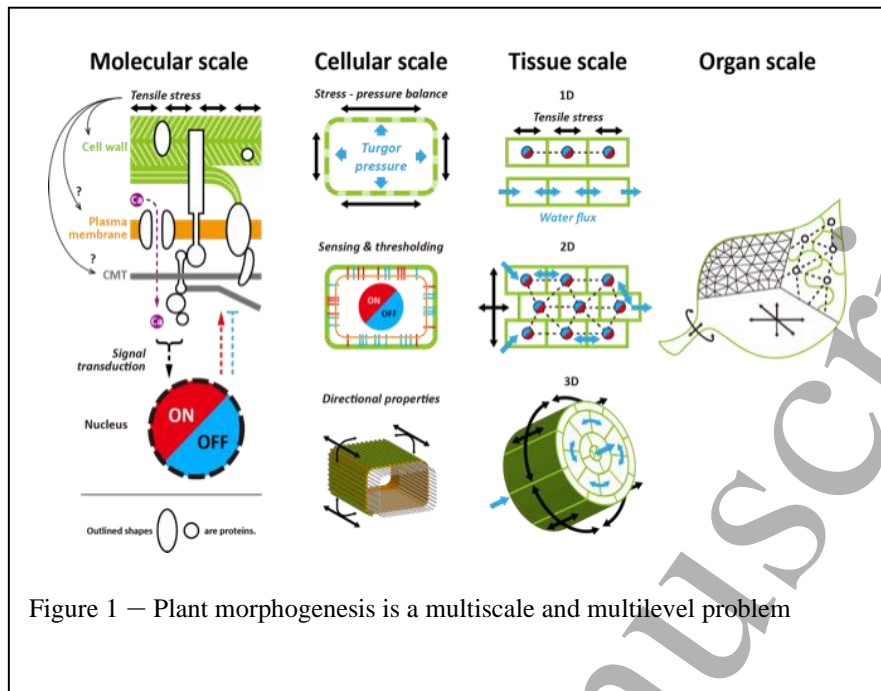 Molecular scale
Cellular scale
Tissue scale
Organ scale
Tensile stress
Cell wall
?
Ca
Plasma
membrane
?
CMT
Ca
Signal
transduction
Nucleus
ON
OFF
Outlined shapes
are proteins.
Stress - pressure balance
Turgor
pressure
Sensing & thresholding
ON
OFF
Directional properties
1D
Tensile stress
Water flux
2D
3D
Figure 1 – Plant morphogenesis is a multiscale and multilevel problem